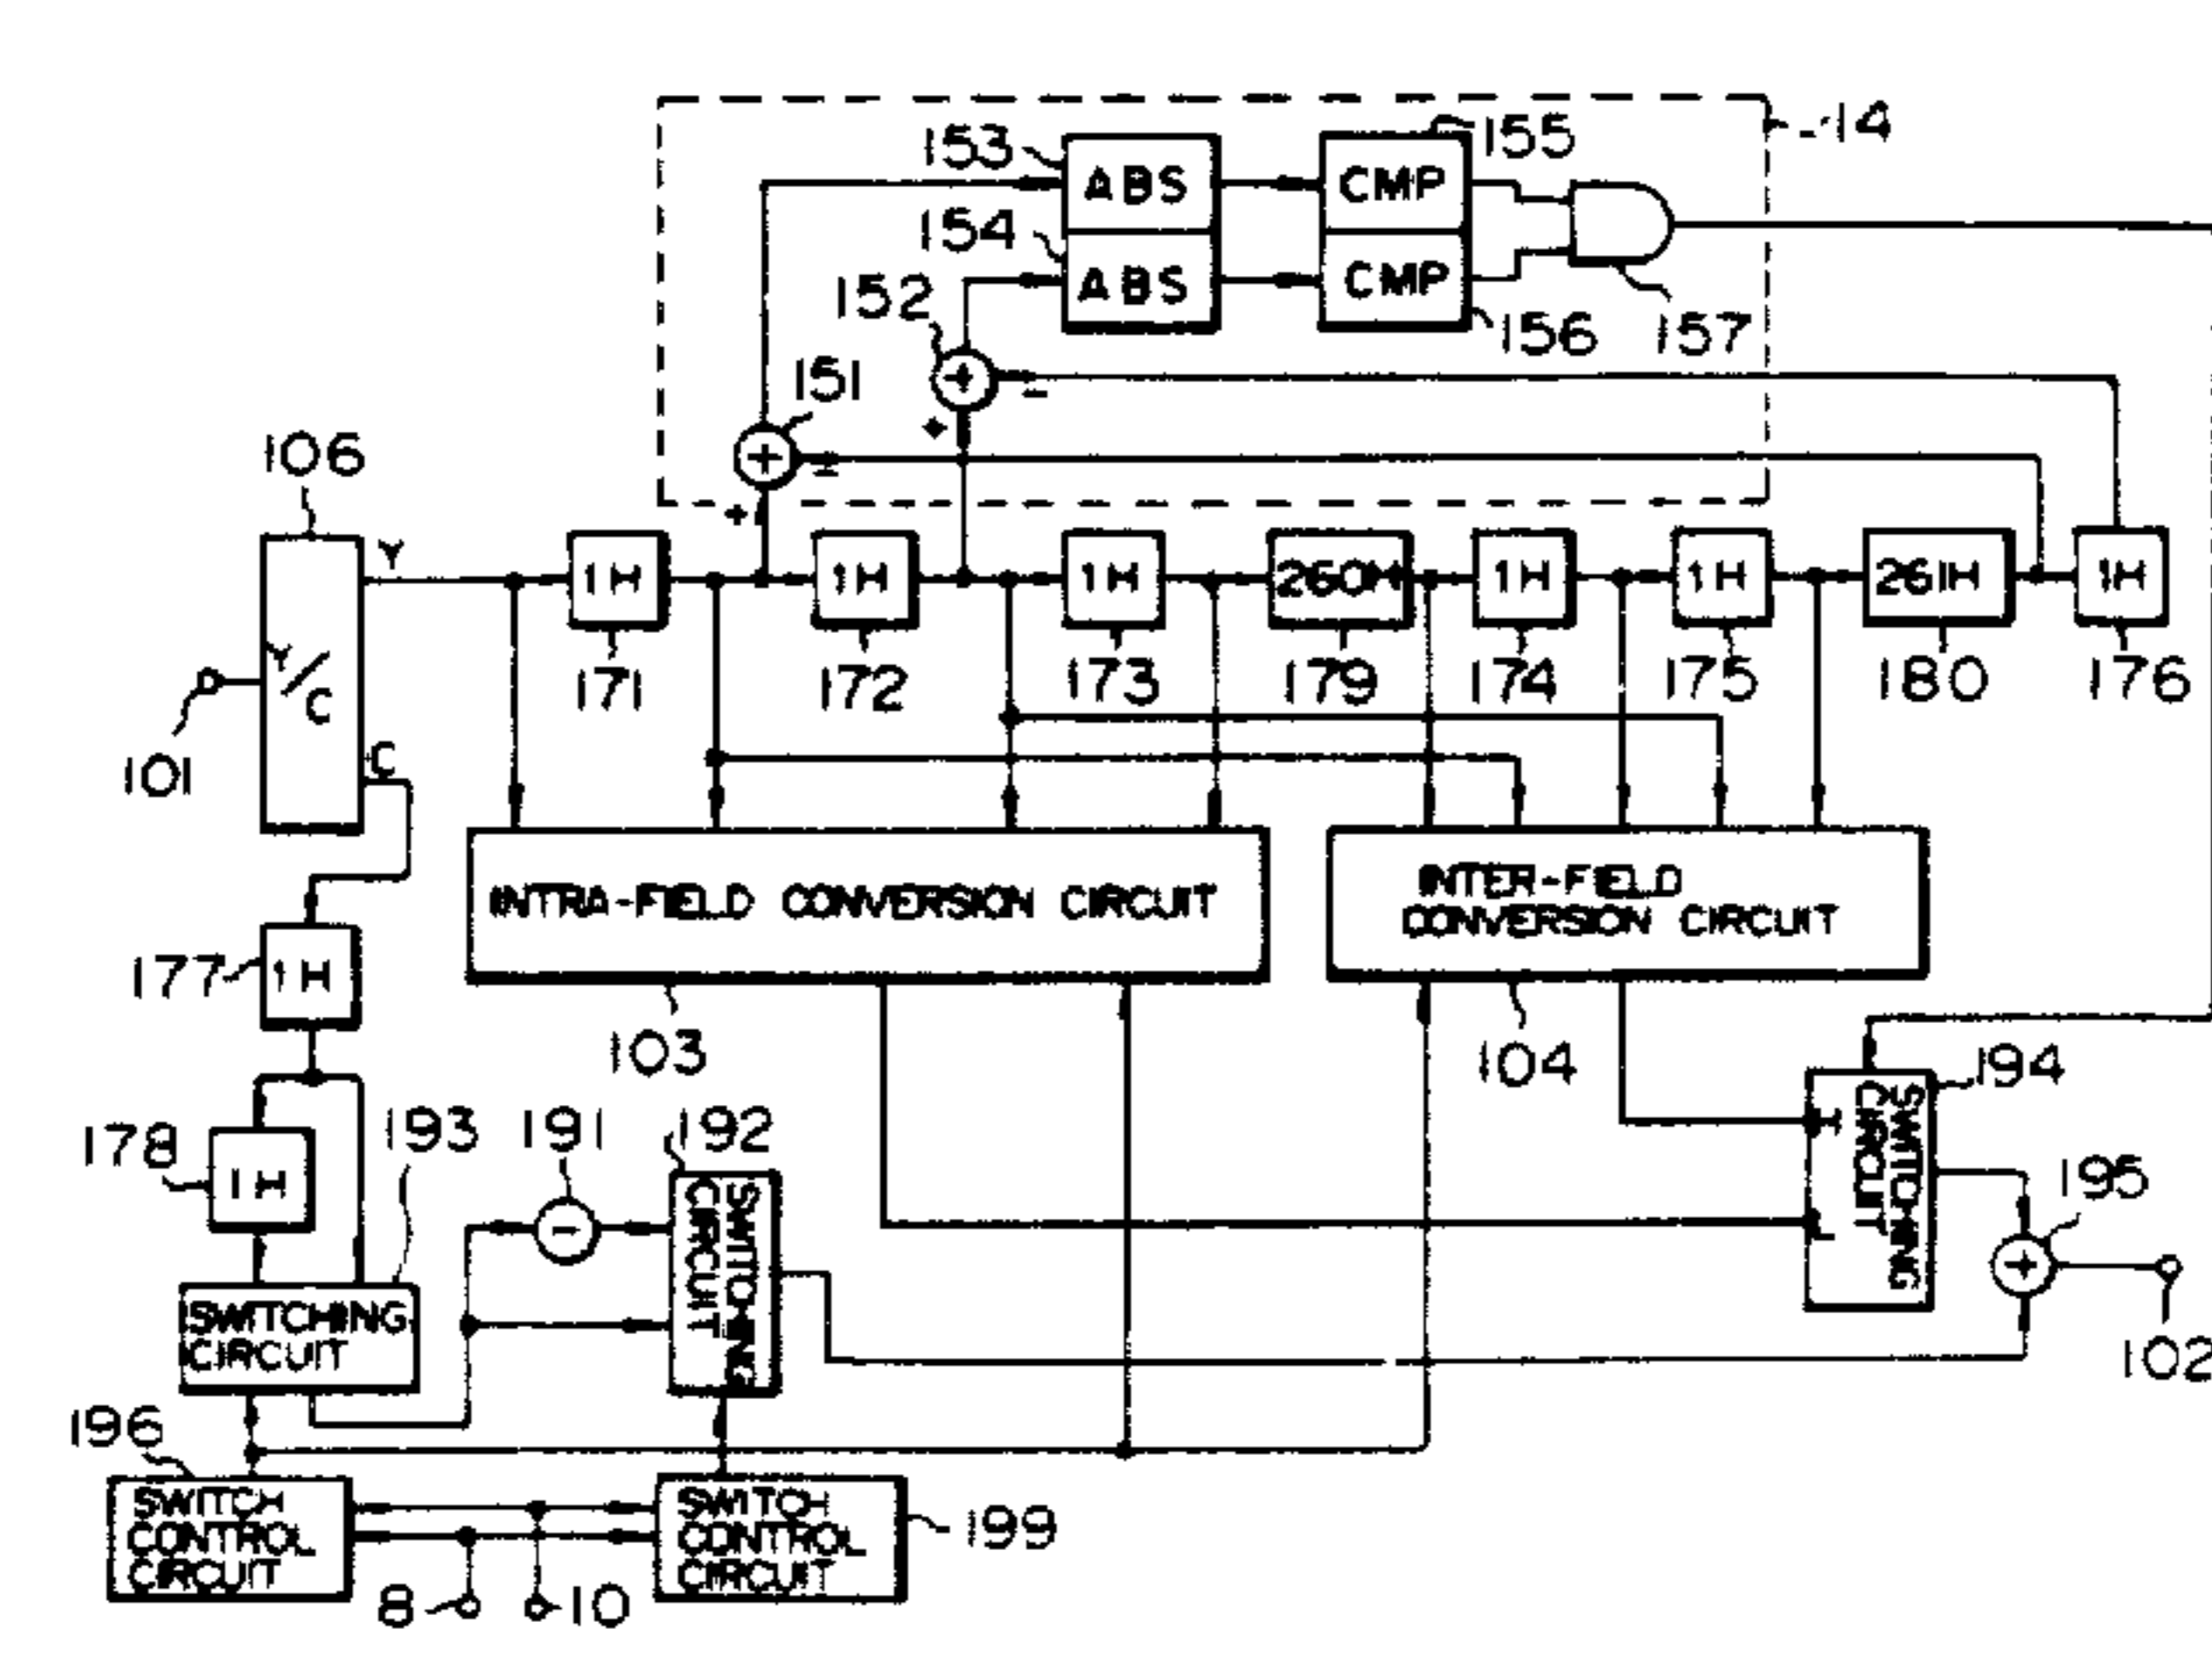 14
153
ABS
155
CMP
154
ABS
CMP
152
156
157
151
+
-
+
+
-
+
106
Y
Y/C
C
101
1H
171
1H
172
1H
173
260H
179
1H
174
1H
175
261H
180
1H
176
INTRA-FIELD CONVERSION CIRCUIT
103
INTER-FIELD
CONVERSION CIRCUIT
104
177
1H
178
1H
193
SWITCHING
CIRCUIT
191
-
192
SWITCHING
CIRCUIT
194
SWITCHING
CIRCUIT
I
L
195
+
102
196
SWITCH
CONTROL
CIRCUIT
SWITCH
CONTROL
CIRCUIT
199
8
10